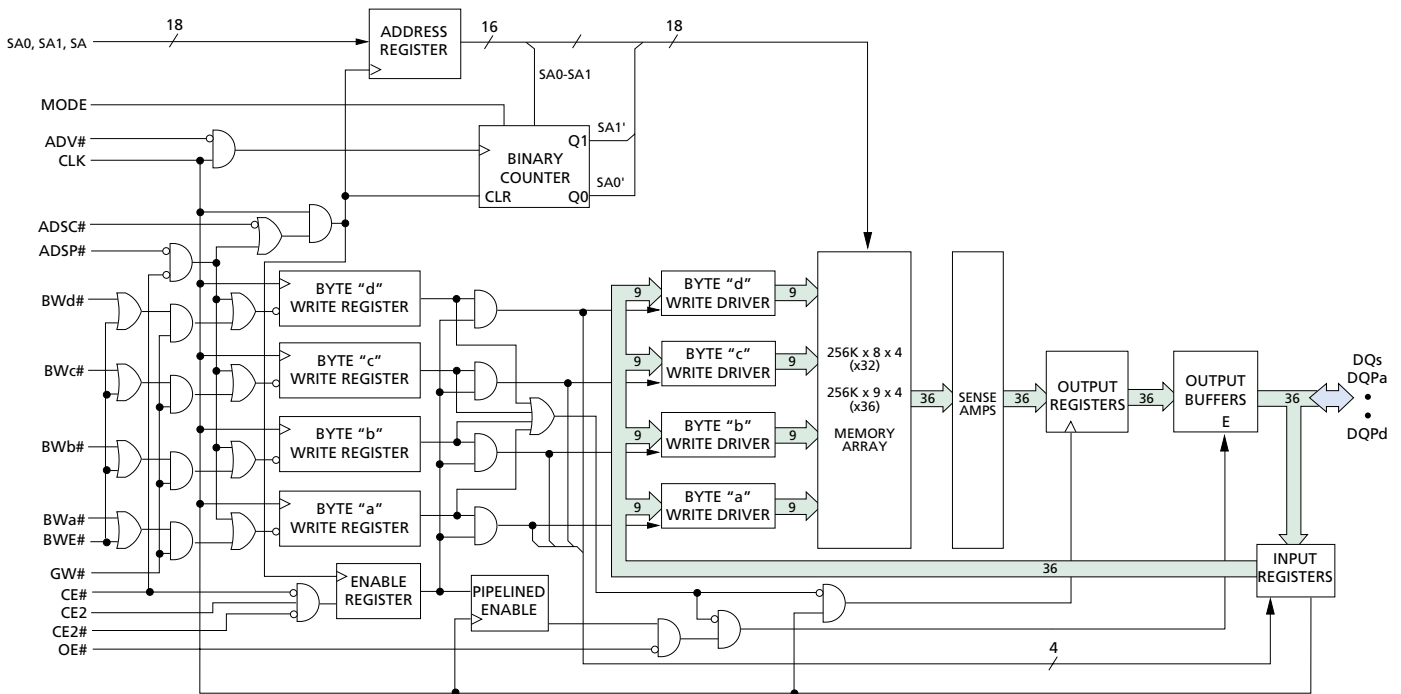 SA0, SA1, SA
18
ADDRESS
REGISTER
16
18
SA0-SA1
MODE
ADV#
CLK
BINARY
COUNTER
CLR
Q1
Q0
SA1'
SA0'
ADSC#
ADSP#
BWd#
BWc#
BWb#
BWa#
BWE#
GW#
CE#
CE2
CE2#
OE#
BYTE “d”
WRITE REGISTER
BYTE “c”
WRITE REGISTER
BYTE “b”
WRITE REGISTER
BYTE “a”
WRITE REGISTER
ENABLE
REGISTER
PIPELINED
ENABLE
9
BYTE “d”
WRITE DRIVER
9
9
BYTE “c”
WRITE DRIVER
9
9
BYTE “b”
WRITE DRIVER
9
9
BYTE “a”
WRITE DRIVER
9
256K x 8 x 4
(x32)
256K x 9 x 4
(x36)
MEMORY
ARRAY
36
SENSE
AMPS
36
OUTPUT
REGISTERS
36
OUTPUT
BUFFERS
E
36
DQs
DQPa
DQPd
INPUT
REGISTERS
36
4